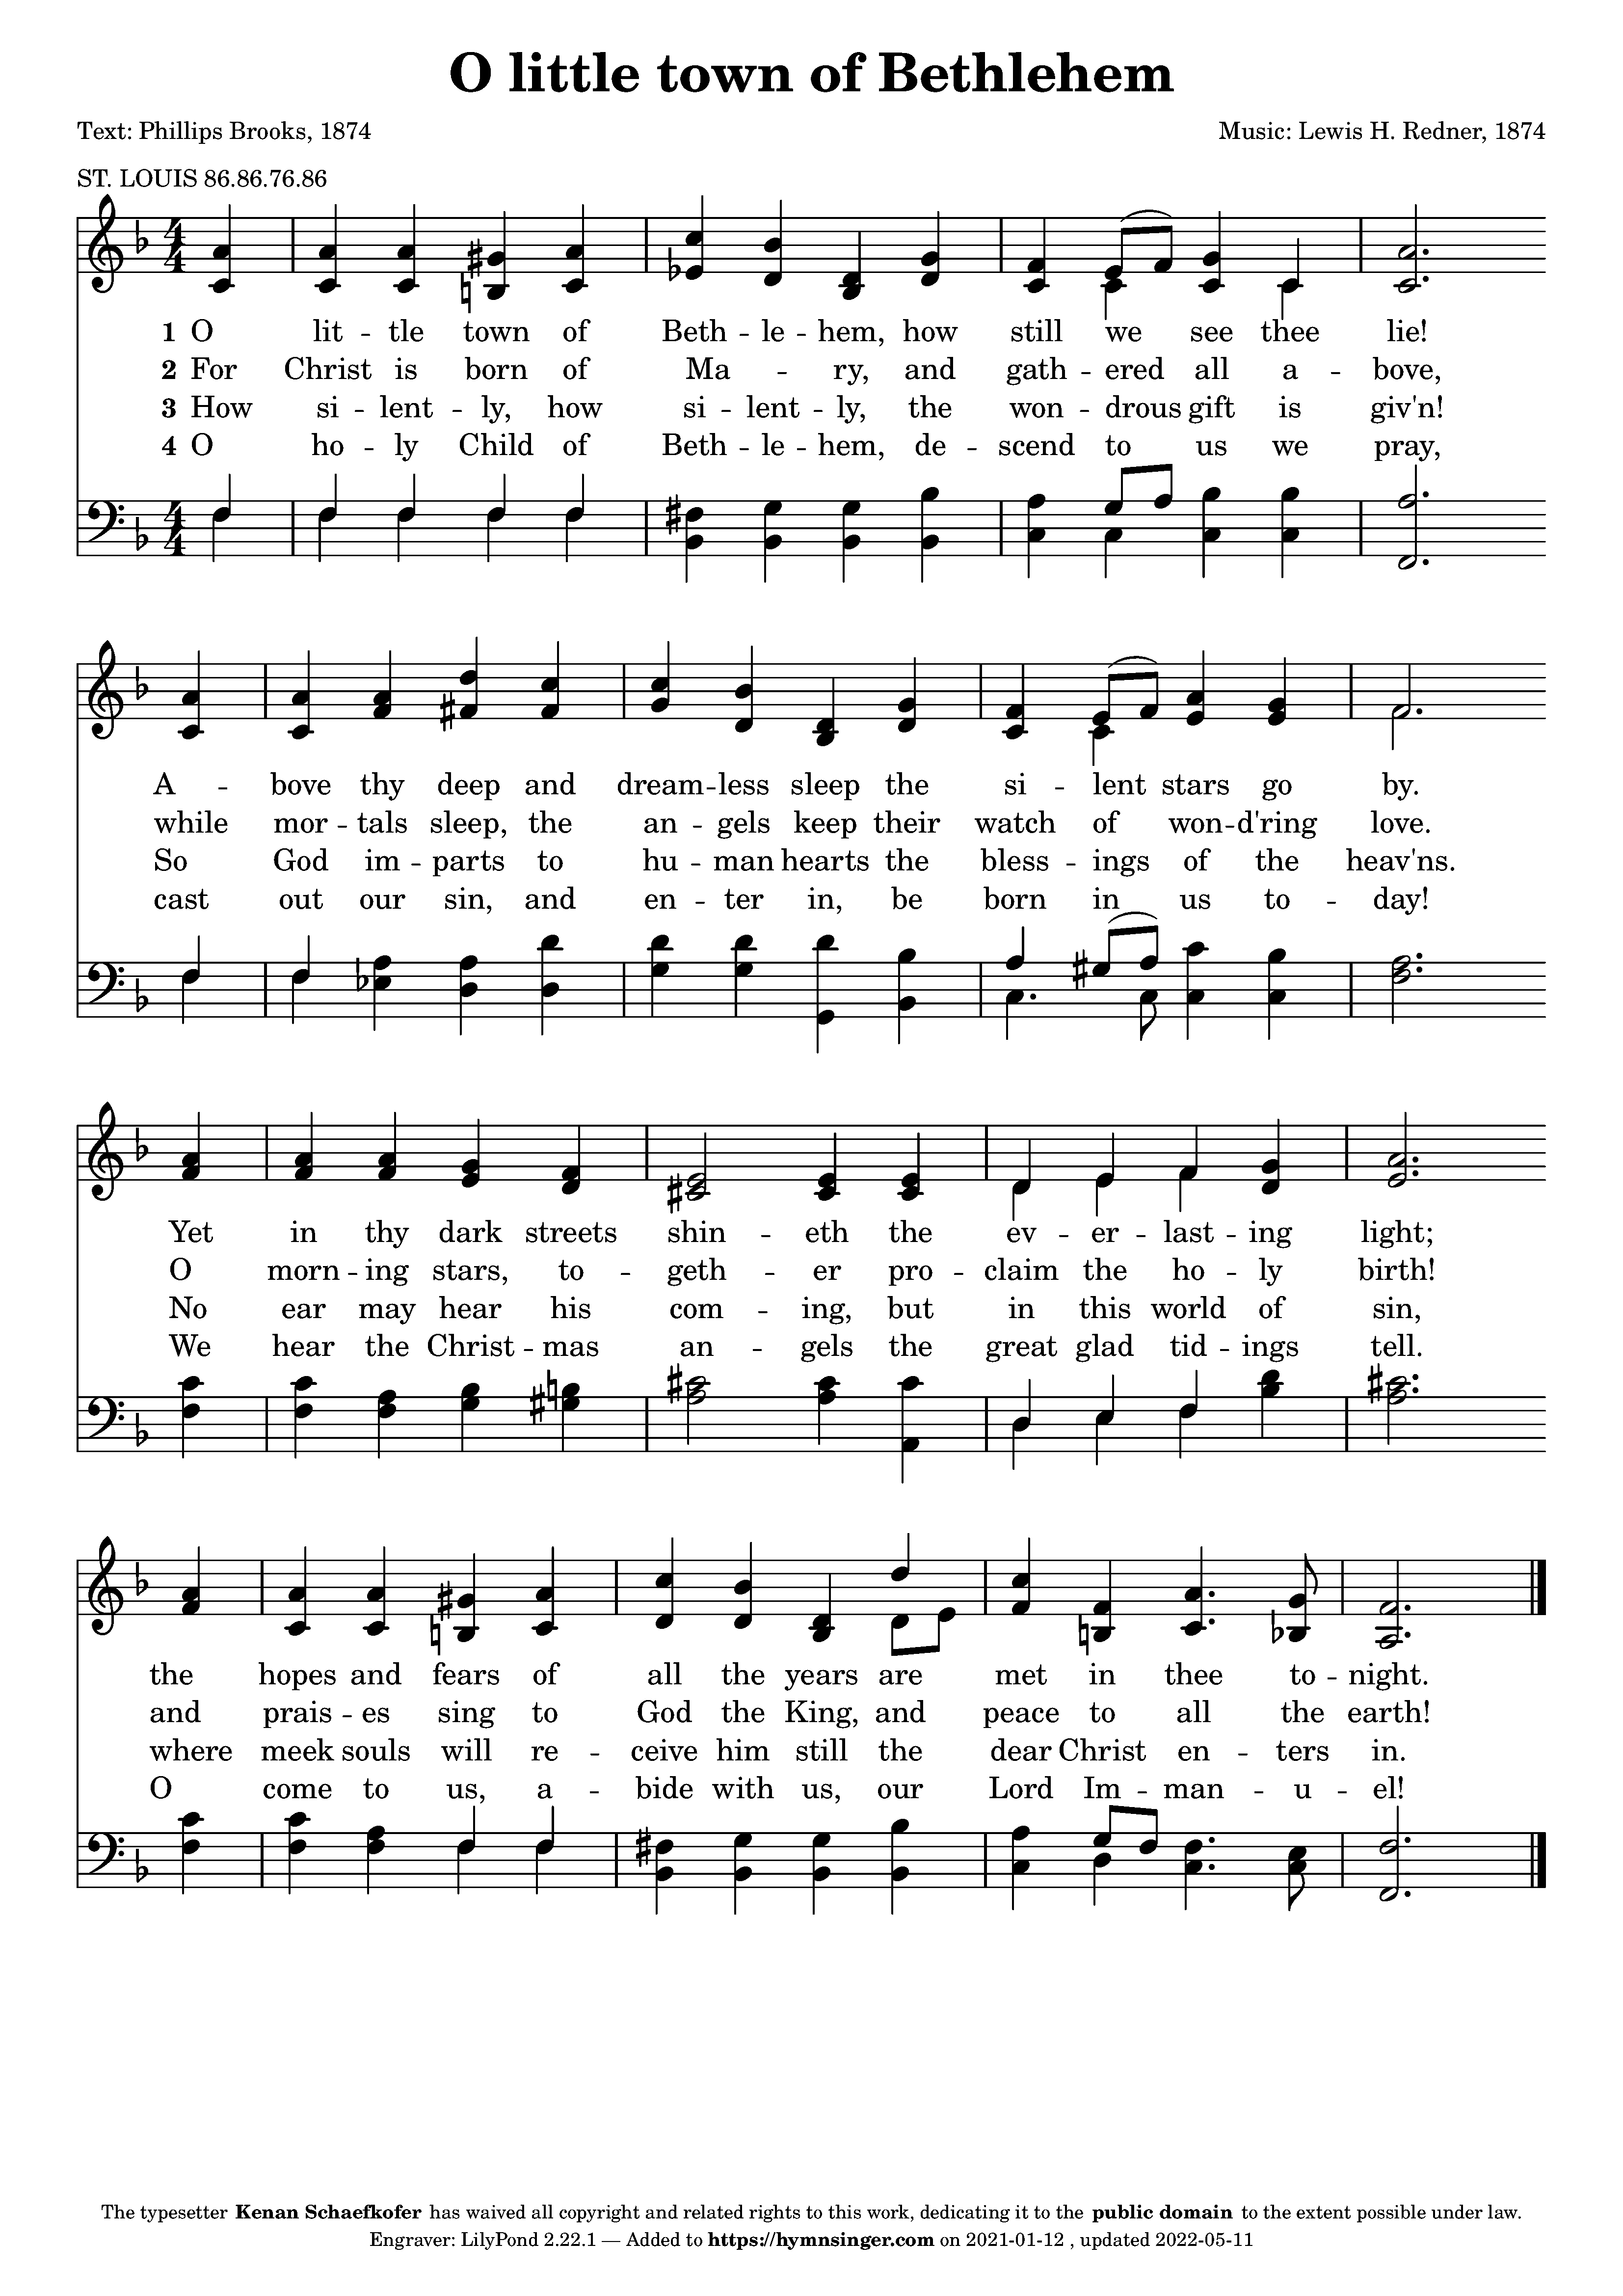 O little town of Bethlehem
Text: Phillips Brooks, 1874
Music: Lewis H. Redner, 1874
ST. LOUIS 86.86.76.86
1 O lit -- tle town of Beth -- le -- hem, how still we see thee lie!
2 For Christ is born of Ma -- ry, and gath -- ered all a -- bove,
3 How si -- lent -- ly, how si -- lent -- ly, the won -- drous gift is giv'n!
4 O ho -- ly Child of Beth -- le -- hem, de -- scend to us we pray,
A -- bove thy deep and dream -- less sleep the si -- lent stars go by.
while mor -- tals sleep, the an -- gels keep their watch of won -- d'ring love.
So God im -- parts to hu -- man hearts the bless -- ings of the heav'ns.
cast out our sin, and en -- ter in, be born in us to -- day!
Yet in thy dark streets shin -- eth the ev -- er -- last -- ing light;
O morn -- ing stars, to -- geth -- er pro -- claim the ho -- ly birth!
No ear may hear his com -- ing, but in this world of sin,
We hear the Christ -- mas an -- gels the great glad tid -- ings tell.
the hopes and fears of all the years are met in thee to -- night.
and prais -- es sing to God the King, and peace to all the earth!
where meek souls will re -- ceive him still the dear Christ en -- ters in.
O come to us, a -- bide with us, our Lord Im -- man -- u -- el!
The typesetter Kenan Schaefkofer has waived all copyright and related rights to this work, dedicating it to the public domain to the extent possible under law.
Engraver: LilyPond 2.22.1 — Added to https://hymnsinger.com on 2021-01-12 , updated 2022-05-11